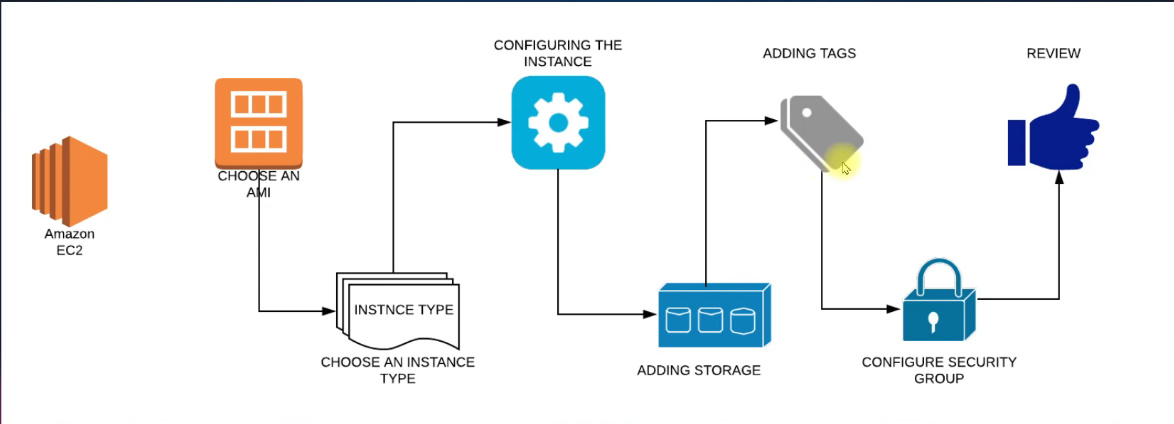 Amazon
EC2
CHOOSE AN
AMI
INSTNCE TYPE
CHOOSE AN INSTANCE
TYPE
CONFIGURING THE
INSTANCE
ADDING STORAGE
ADDING TAGS
CONFIGURE SECURITY
GROUP
REVIEW